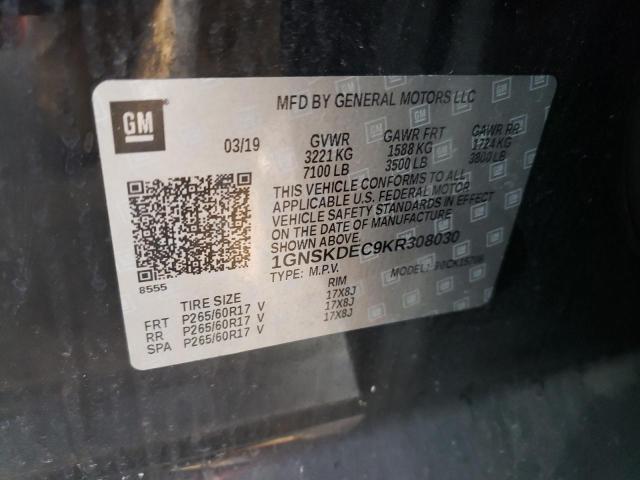 GM
MFD BY GENERAL MOTORS LLC
03/19 GVWR GAWR FRT GAWR RR
3221 KG 1588 KG 1724 KG
7100 LB 3500 LB 3800 LB
THIS VEHICLE CONFORMS TO ALL
APPLICABLE U.S. FEDERAL MOTOR
VEHICLE SAFETY STANDARDS IN EFFECT
ON THE DATE OF MANUFACTURE
SHOWN ABOVE.
1GNSKDEC9KR308030
TYPE: M.P.V. MODEL:
8555
TIRE SIZE RIM
FRT P265/60R17 V 17X8J
RR P265/60R17 V 17X8J
SPA P265/60R17 V 17X8J